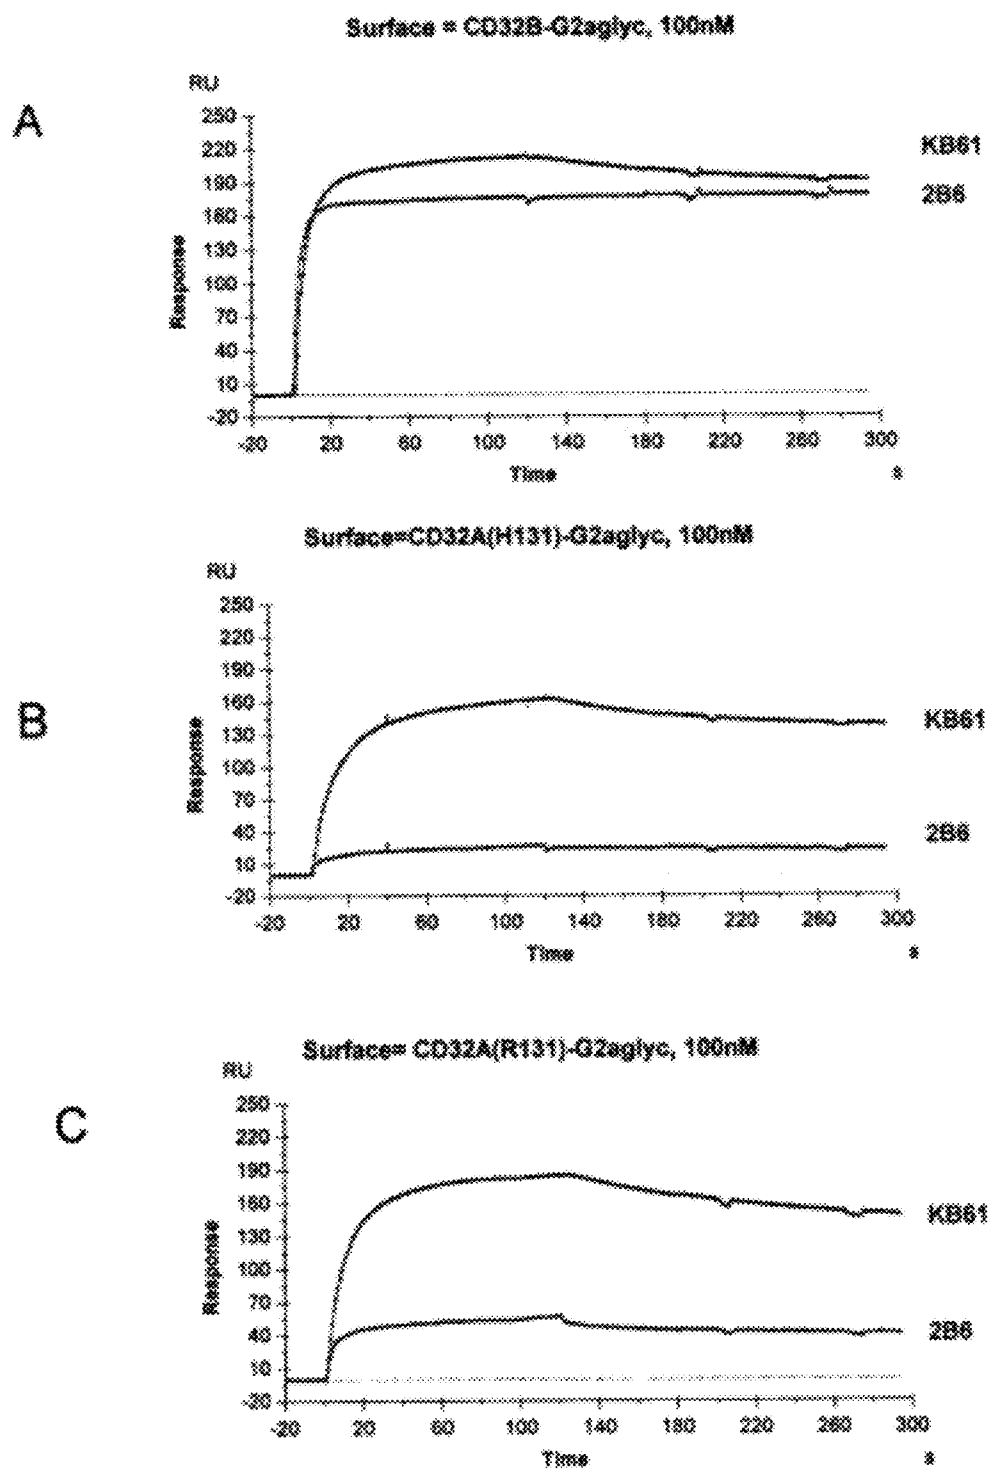 Surface = CD32B-G2aglyc, 100nM
A
RU
250
220
190
160
130
100
70
40
10
-20
Response
KB61
2B6
-20 20 60 100 140 180 220 260 300
Time
s
Surface=CD32A(H131)-G2aglyc, 100nM
B
RU
250
220
190
160
130
100
70
40
10
-20
Response
KB61
2B6
-20 20 60 100 140 180 220 260 300
Time
s
Surface= CD32A(R131)-G2aglyc, 100nM
C
RU
250
220
190
160
130
100
70
40
10
-20
Response
KB61
2B6
-20 20 60 100 140 180 220 260 300
Time
s